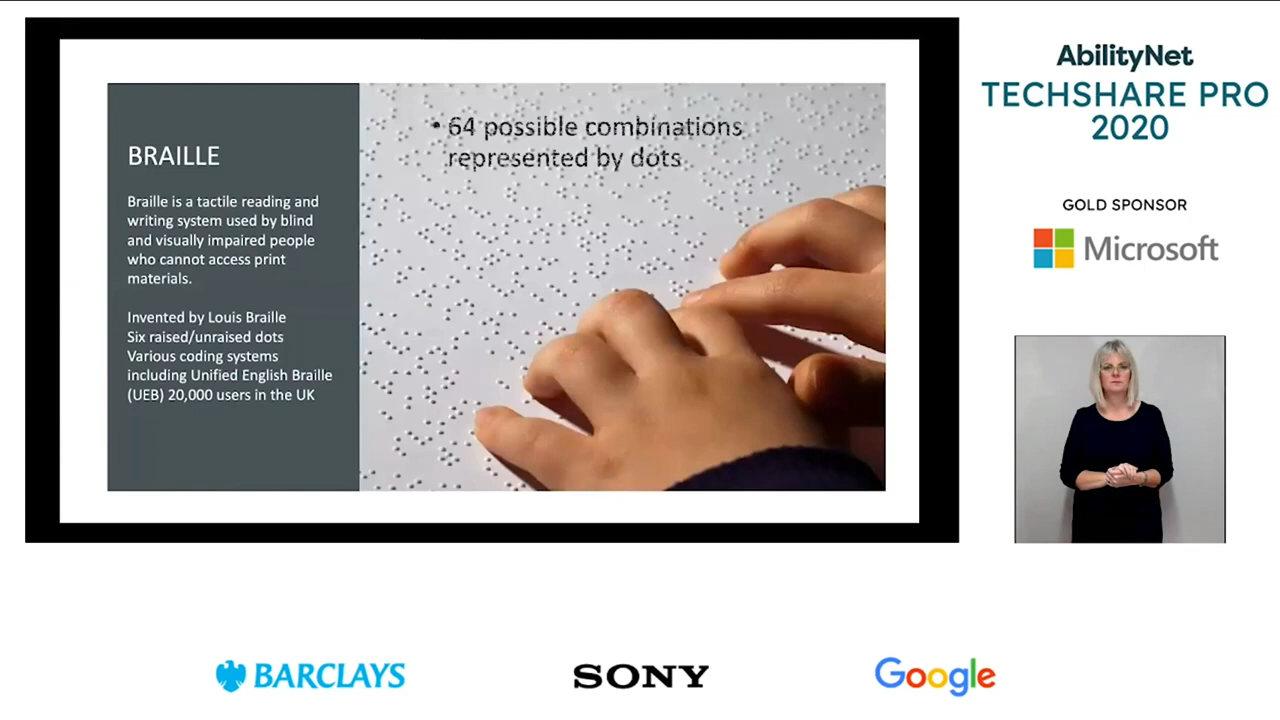 BRAILLE
Braille is a tactile reading and
writing system used by blind
and visually impaired people
who cannot access print
materials.
Invented by Louis Braille
Six raised/unraised dots
Various coding systems
including Unified English Braille
(UEB) 20,000 users in the UK
• 64 possible combinations
represented by dots
AbilityNet
TECHSHARE PRO
2020
GOLD SPONSOR
Microsoft
BARCLAYS
SONY
Google